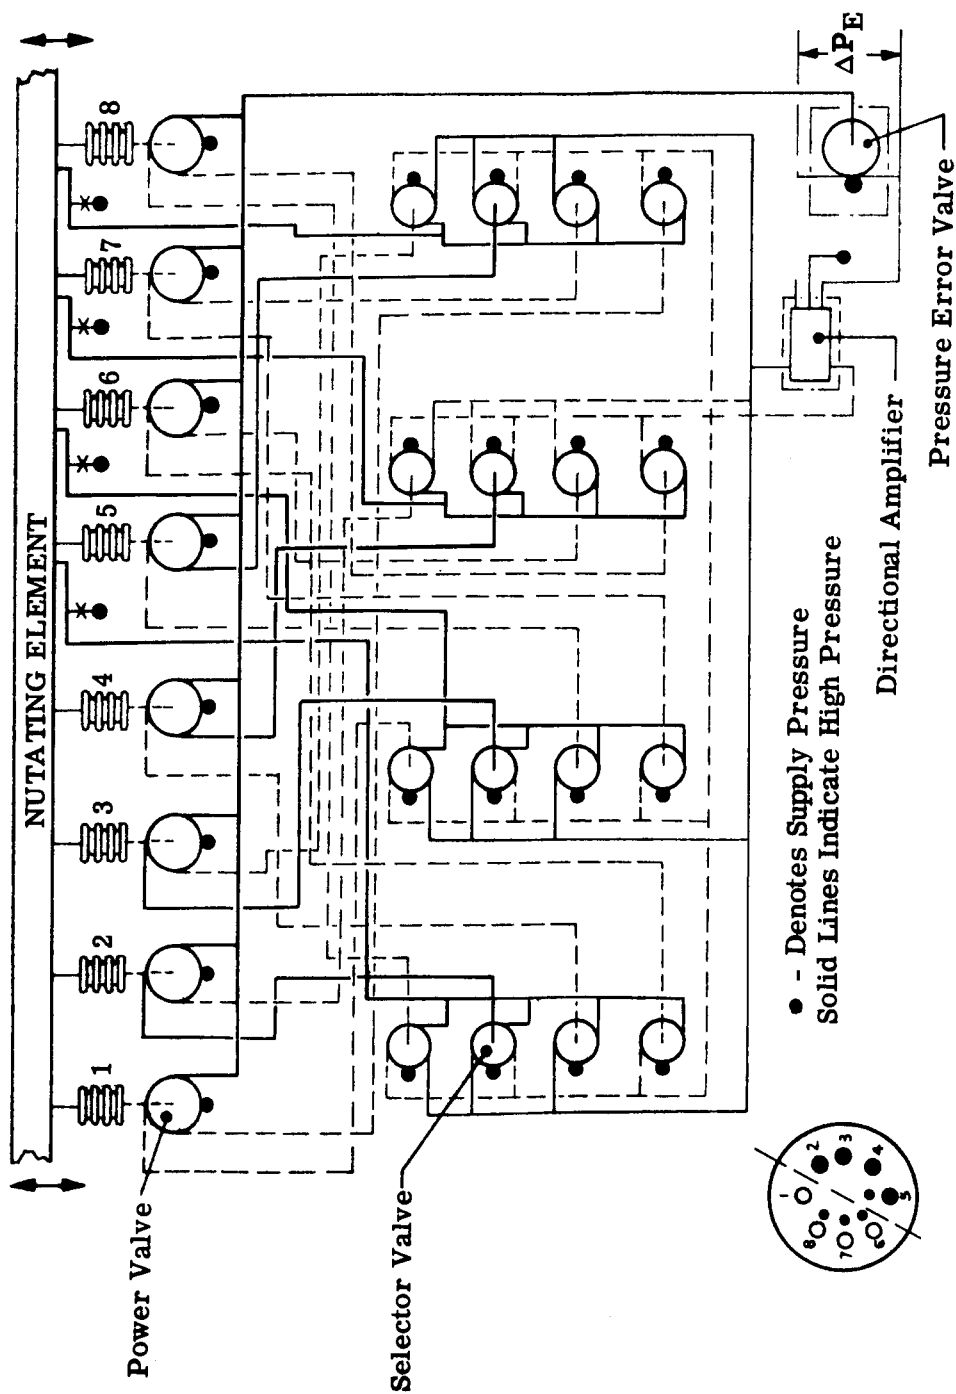 NUTATING ELEMENT
1
2
3
4
5
6
7
8
Power Valve
Selector Valve
ΔPE
Pressure Error Valve
Directional Amplifier
● - Denotes Supply Pressure
Solid Lines Indicate High Pressure
1
2
3
4
5
6
7
8